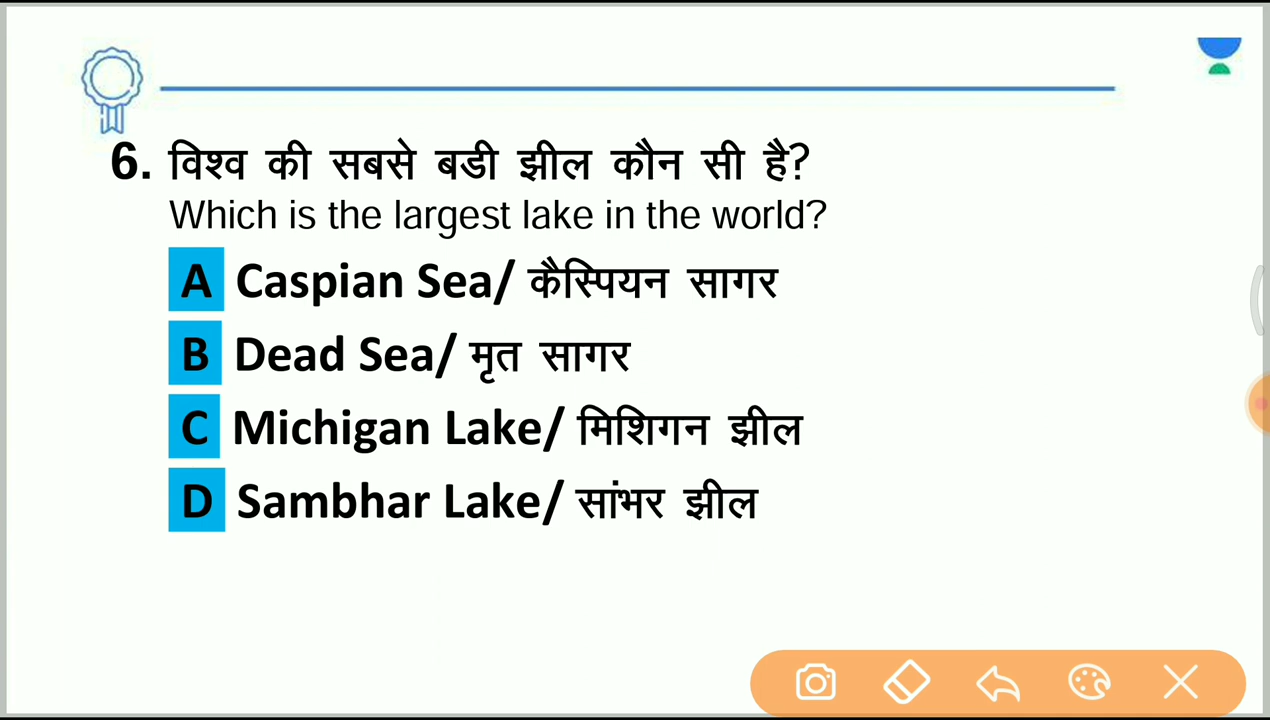 6. विश्व की सबसे बडी झील कौन सी है?
Which is the largest lake in the world?
A Caspian Sea/ कैस्पियन सागर
B Dead Sea/ मृत सागर
C Michigan Lake/ मिशिगन झील
D Sambhar Lake/ सांभर झील